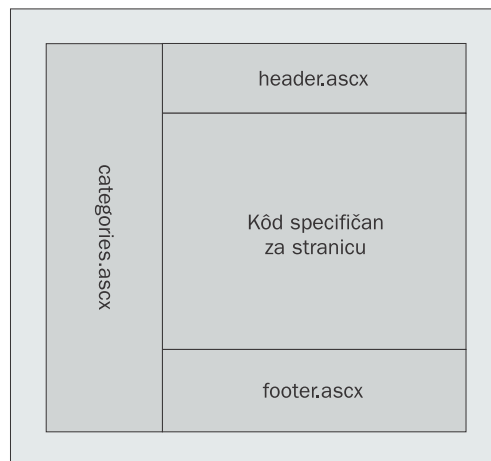 categories.ascx
header.ascx
Kôd specifičan
za stranicu
footer.ascx